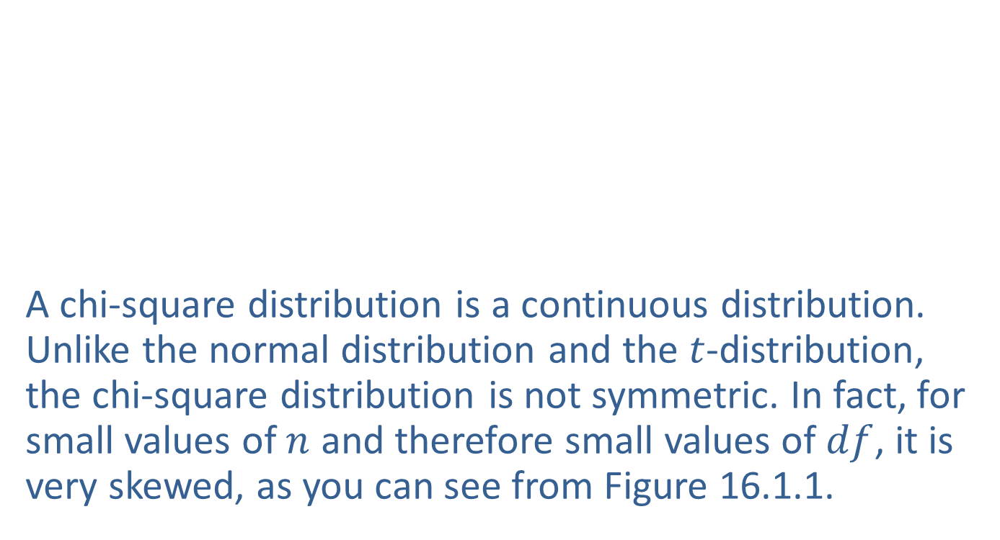 A chi-square distribution is a continuous distribution.
Unlike the normal distribution and the t-distribution,
the chi-square distribution is not symmetric. In fact, for
small values of n and therefore small values of df, it is
very skewed, as you can see from Figure 16.1.1.